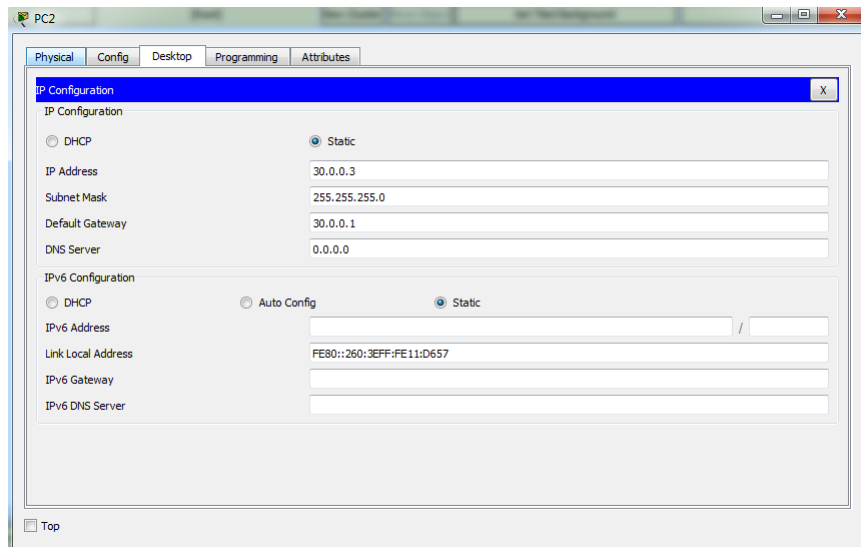 PC2
Physical Config Desktop Programming Attributes
IP Configuration X
IP Configuration
DHCP Static
IP Address 30.0.0.3
Subnet Mask 255.255.255.0
Default Gateway 30.0.0.1
DNS Server 0.0.0.0
IPv6 Configuration
DHCP Auto Config Static
IPv6 Address /
Link Local Address FE80::260:3EFF:FE11:D657
IPv6 Gateway
IPv6 DNS Server
Top